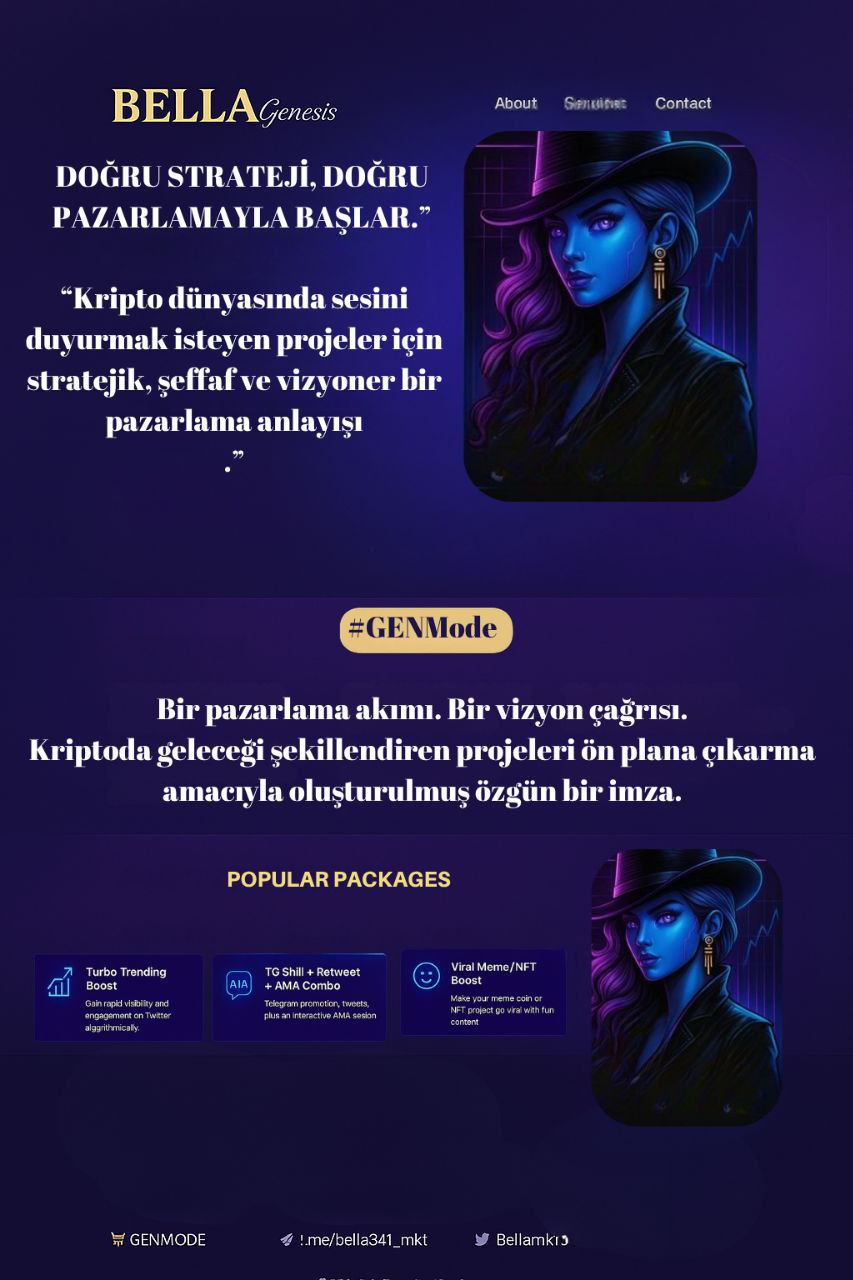 BELLA Genesis
About Contact
DOĞRU STRATEJİ, DOĞRU
PAZARLAMAYLA BAŞLAR.”
“Kripto dünyasında sesini
duyurmak isteyen projeler için
stratejik, şeffaf ve vizyoner bir
pazarlama anlayışı
.”
#GENMode
Bir pazarlama akımı. Bir vizyon çağrısı.
Kriptoda geleceği şekillendiren projeleri ön plana çıkarma
amacıyla oluşturulmuş özgün bir imza.
POPULAR PACKAGES
Turbo Trending
Boost
Gain rapid visibility and
engagement on Twitter
alggrithmically.
AIA
TG Shill + Retweet
+ AMA Combo
Telegram promotion, tweets,
plus an interactive AMA sesion
Viral Meme/NFT
Boost
Make your meme coin or
NFT project go viral with fun
content
GENMODE
!.me/bella341_mkt